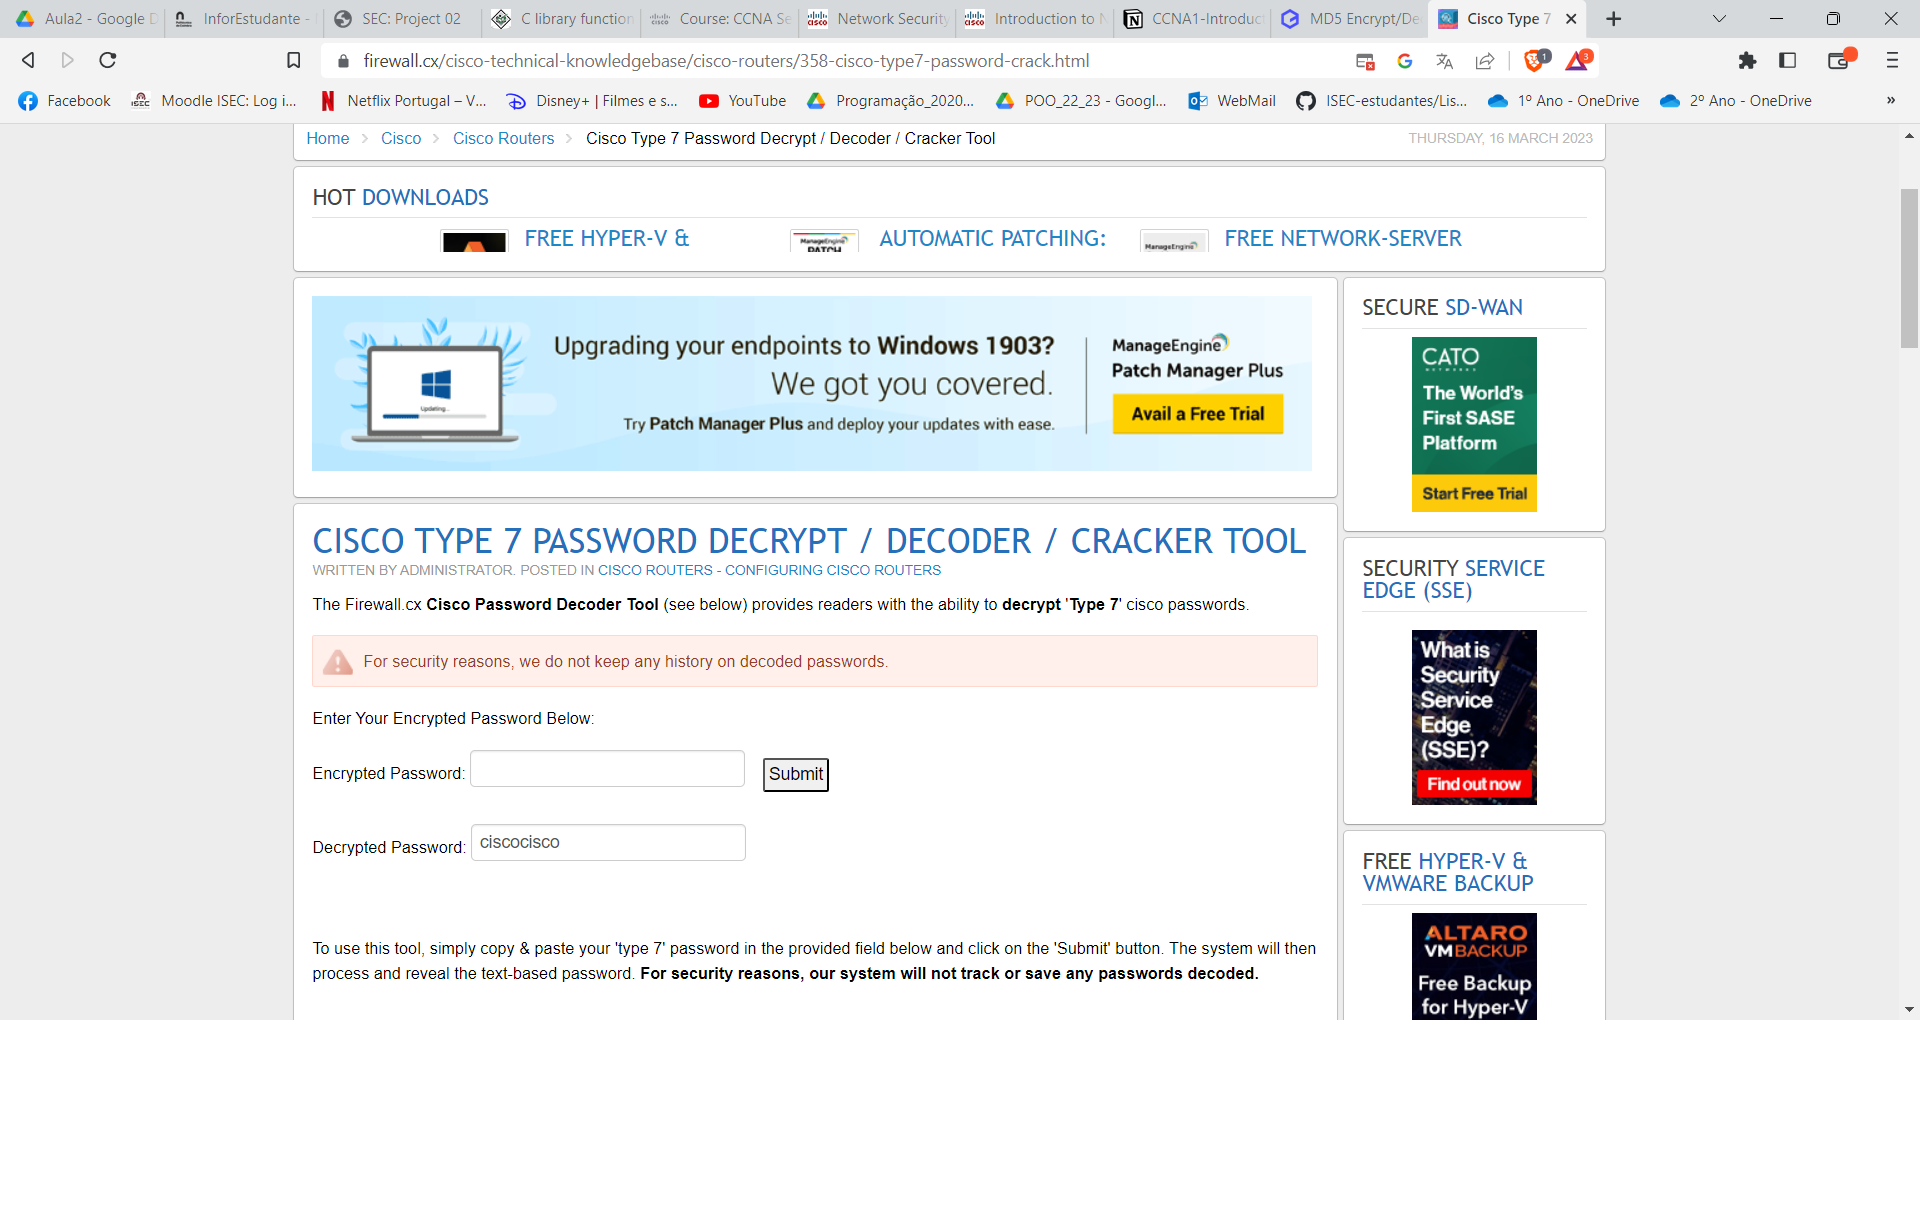 Aula2 - Google D
InforEstudante -
SEC: Project 02
C library function
Course: CCNA Se
Network Security
Introduction to N
CCNA1-Introduct
MD5 Encrypt/De
Cisco Type 7
firewall.cx/cisco-technical-knowledgebase/cisco-routers/358-cisco-type7-password-crack.html
1
3
Facebook
Moodle ISEC: Log i...
Netflix Portugal – V...
Disney+ | Filmes e s...
YouTube
Programação_2020...
POO_22_23 - Googl...
WebMail
ISEC-estudantes/Lis...
1º Ano - OneDrive
2º Ano - OneDrive
»
Home > Cisco > Cisco Routers > Cisco Type 7 Password Decrypt / Decoder / Cracker Tool
THURSDAY, 16 MARCH 2023
HOT DOWNLOADS
FREE HYPER-V &
ManageEngine
PATCH
AUTOMATIC PATCHING:
ManageEngine
FREE NETWORK-SERVER
Updating...
Upgrading your endpoints to Windows 1903?
We got you covered.
Try Patch Manager Plus and deploy your updates with ease.
ManageEngine
Patch Manager Plus
Avail a Free Trial
SECURE SD-WAN
CATO
NETWORKS
The World's
First SASE
Platform
Start Free Trial
CISCO TYPE 7 PASSWORD DECRYPT / DECODER / CRACKER TOOL
WRITTEN BY ADMINISTRATOR. POSTED IN CISCO ROUTERS - CONFIGURING CISCO ROUTERS
The Firewall.cx Cisco Password Decoder Tool (see below) provides readers with the ability to decrypt 'Type 7' cisco passwords.
For security reasons, we do not keep any history on decoded passwords.
Enter Your Encrypted Password Below:
Encrypted Password:
Submit
Decrypted Password: ciscocisco
To use this tool, simply copy & paste your 'type 7' password in the provided field below and click on the 'Submit' button. The system will then
process and reveal the text-based password. For security reasons, our system will not track or save any passwords decoded.
SECURITY SERVICE
EDGE (SSE)
What is
Security
Service
Edge
(SSE)?
Find out now
FREE HYPER-V &
VMWARE BACKUP
ALTARO
VM BACKUP
Free Backup
for Hyper-V